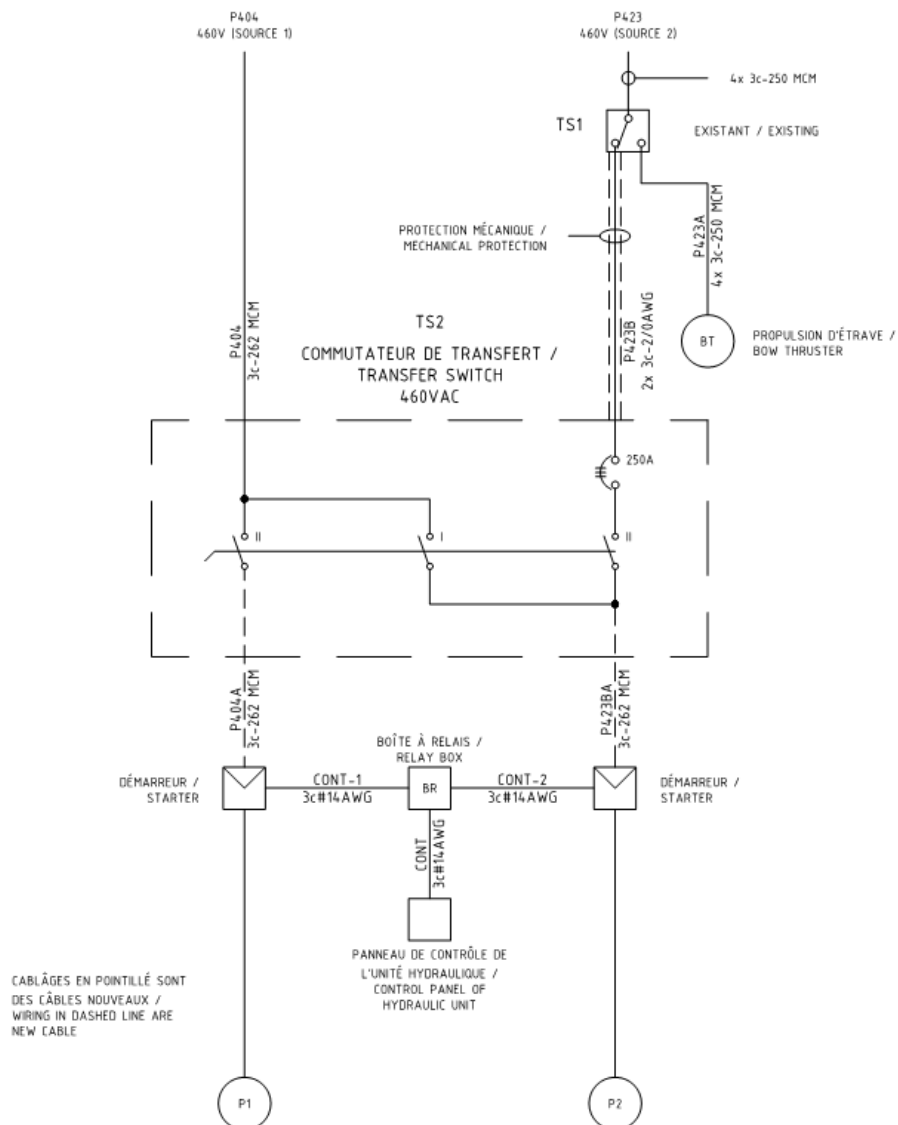 P404
460V (SOURCE 1)
P423
460V (SOURCE 2)
4x 3c-250 MCM
TS1
EXISTANT / EXISTING
PROTECTION MÉCANIQUE /
MECHANICAL PROTECTION
P423A
4x 3c-250 MCM
P404
3c-262 MCM
TS2
COMMUTATEUR DE TRANSFERT /
TRANSFER SWITCH
460VAC
P423B
2x 3c-2/0AWG
BT
PROPULSION D'ÉTRAVE /
BOW THRUSTER
250A
II
I
II
P404A
3c-262 MCM
P423BA
3c-262 MCM
BOÎTE À RELAIS /
RELAY BOX
DÉMARREUR /
STARTER
CONT-1
3c#14AWG
BR
CONT-2
3c#14AWG
DÉMARREUR /
STARTER
CONT
3c#14AWG
PANNEAU DE CONTRÔLE DE
L'UNITÉ HYDRAULIQUE /
CONTROL PANEL OF
HYDRAULIC UNIT
CABLÂGES EN POINTILLÉ SONT
DES CÂBLES NOUVEAUX /
WIRING IN DASHED LINE ARE
NEW CABLE
P1
P2